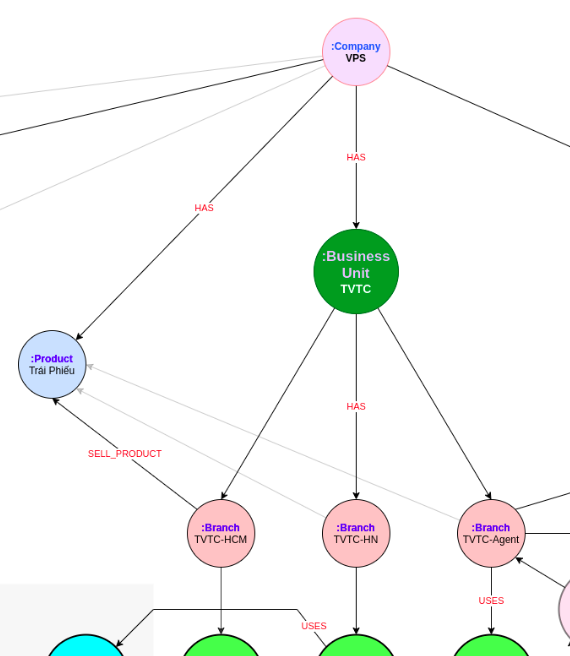 :Company
VPS
HAS
HAS
:Business
Unit
TVTC
:Product
Trái Phiếu
HAS
SELL_PRODUCT
:Branch
TVTC-HCM
:Branch
TVTC-HN
:Branch
TVTC-Agent
USES
USES